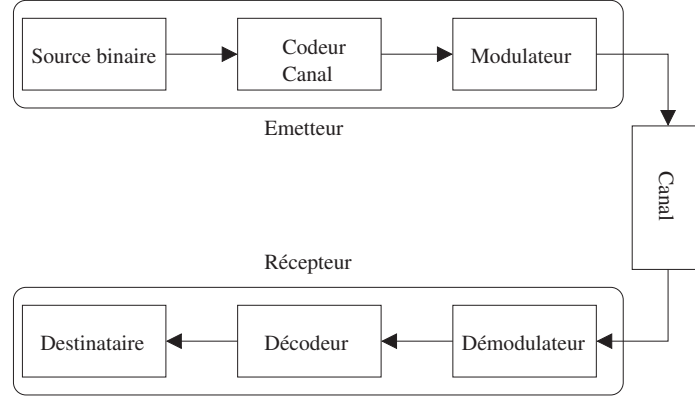 Source binaire
Codeur
Canal
Modulateur
Emetteur
Canal
Récepteur
Destinataire
Décodeur
Démodulateur